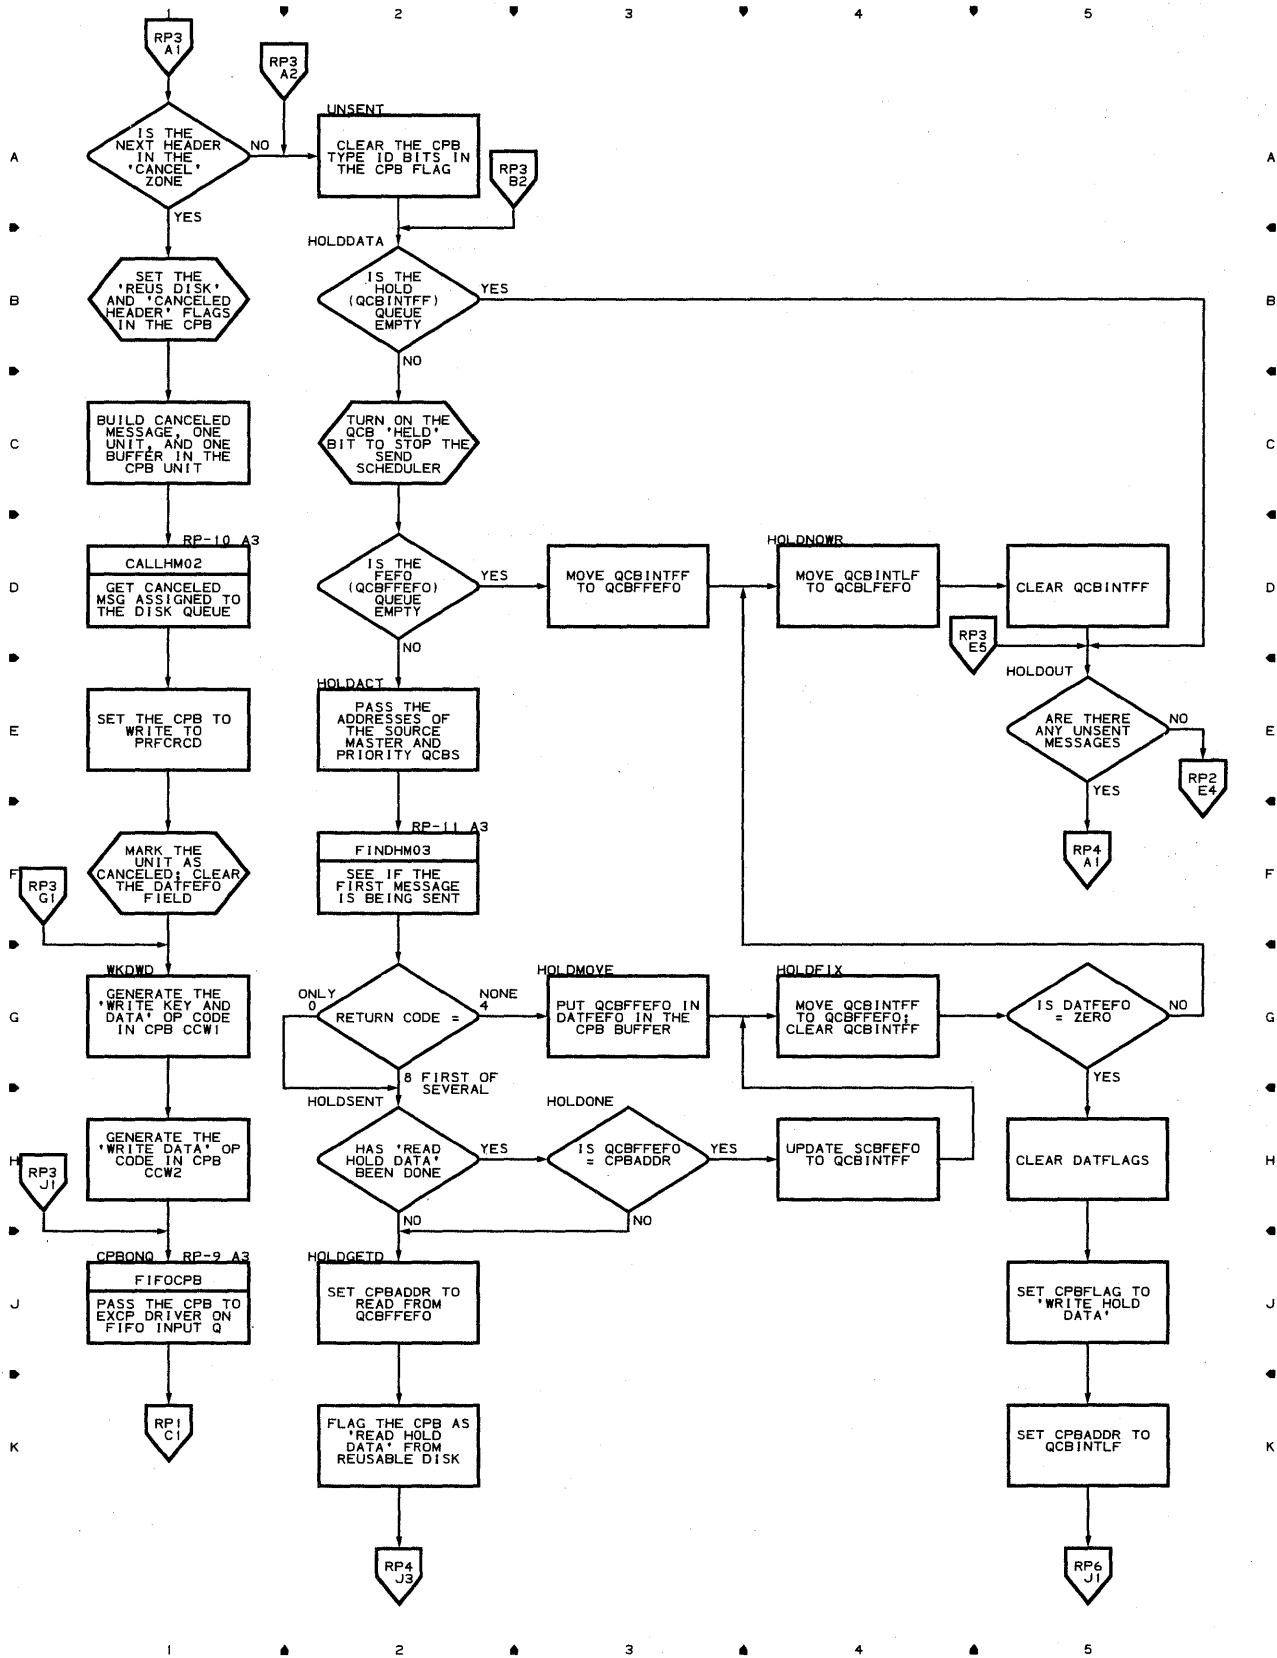 1 2 3 4 5
RP3
A1
RP3
A2
IS THE
NEXT HEADER
IN THE
'CANCEL'
ZONE
NO
YES
UNSENT
CLEAR THE CPB
TYPE ID BITS IN
THE CPB FLAG
RP3
B2
A
A
SET THE
'REUS DISK'
AND 'CANCELED
HEADER' FLAGS
IN THE CPB
HOLDDATA
IS THE
HOLD
(QCBINTFF)
QUEUE
EMPTY
YES
NO
B
B
BUILD CANCELED
MESSAGE, ONE
UNIT, AND ONE
BUFFER IN THE
CPB UNIT
TURN ON THE
QCB 'HELD'
BIT TO STOP THE
SEND
SCHEDULER
C
C
RP-10 A3
CALLHM02
GET CANCELED
MSG ASSIGNED TO
THE DISK QUEUE
IS THE
FEFO
(QCBFFEFO)
QUEUE
EMPTY
YES
NO
MOVE QCBINTFF
TO QCBFFEFO
HOLDNOWR
MOVE QCBINTLF
TO QCBLFEFO
CLEAR QCBINTFF
D
D
RP3
E5
SET THE CPB TO
WRITE TO
PRFCRCD
HOLDACT
PASS THE
ADDRESSES OF
THE SOURCE
MASTER AND
PRIORITY QCBS
HOLDOUT
ARE THERE
ANY UNSENT
MESSAGES
NO
YES
RP2
E4
E
E
MARK THE
UNIT AS
CANCELED; CLEAR
THE DATFEFO
FIELD
RP3
G1
RP-11 A3
FINDHM03
SEE IF THE
FIRST MESSAGE
IS BEING SENT
RP4
A1
F
F
WKDWD
GENERATE THE
'WRITE KEY AND
DATA' OP CODE
IN CPB CCW1
ONLY
0
RETURN CODE =
NONE
4
8 FIRST OF
SEVERAL
HOLDMOVE
PUT QCBFFEFO IN
DATFEFO IN THE
CPB BUFFER
HOLDFIX
MOVE QCBINTFF
TO QCBFFEFO;
CLEAR QCBINTFF
IS DATFEFO
= ZERO
NO
YES
G
G
GENERATE THE
'WRITE DATA' OP
CODE IN CPB
CCW2
RP3
J1
HOLDSENT
HAS 'READ
HOLD DATA'
BEEN DONE
YES
NO
HOLDONE
IS QCBFFEFO
= CPBADDR
YES
NO
UPDATE SCBFEFO
TO QCBINTFF
CLEAR DATFLAGS
H
H
CPBONQ RP-9 A3
FIFOCPB
PASS THE CPB TO
EXCP DRIVER ON
FIFO INPUT Q
HOLDGETD
SET CPBADDR TO
READ FROM
QCBFFEFO
SET CPBFLAG TO
'WRITE HOLD
DATA'
J
J
RP1
C1
FLAG THE CPB AS
'READ HOLD
DATA' FROM
REUSABLE DISK
SET CPBADDR TO
QCBINTLF
K
K
RP4
J3
RP6
J1
1 2 3 4 5